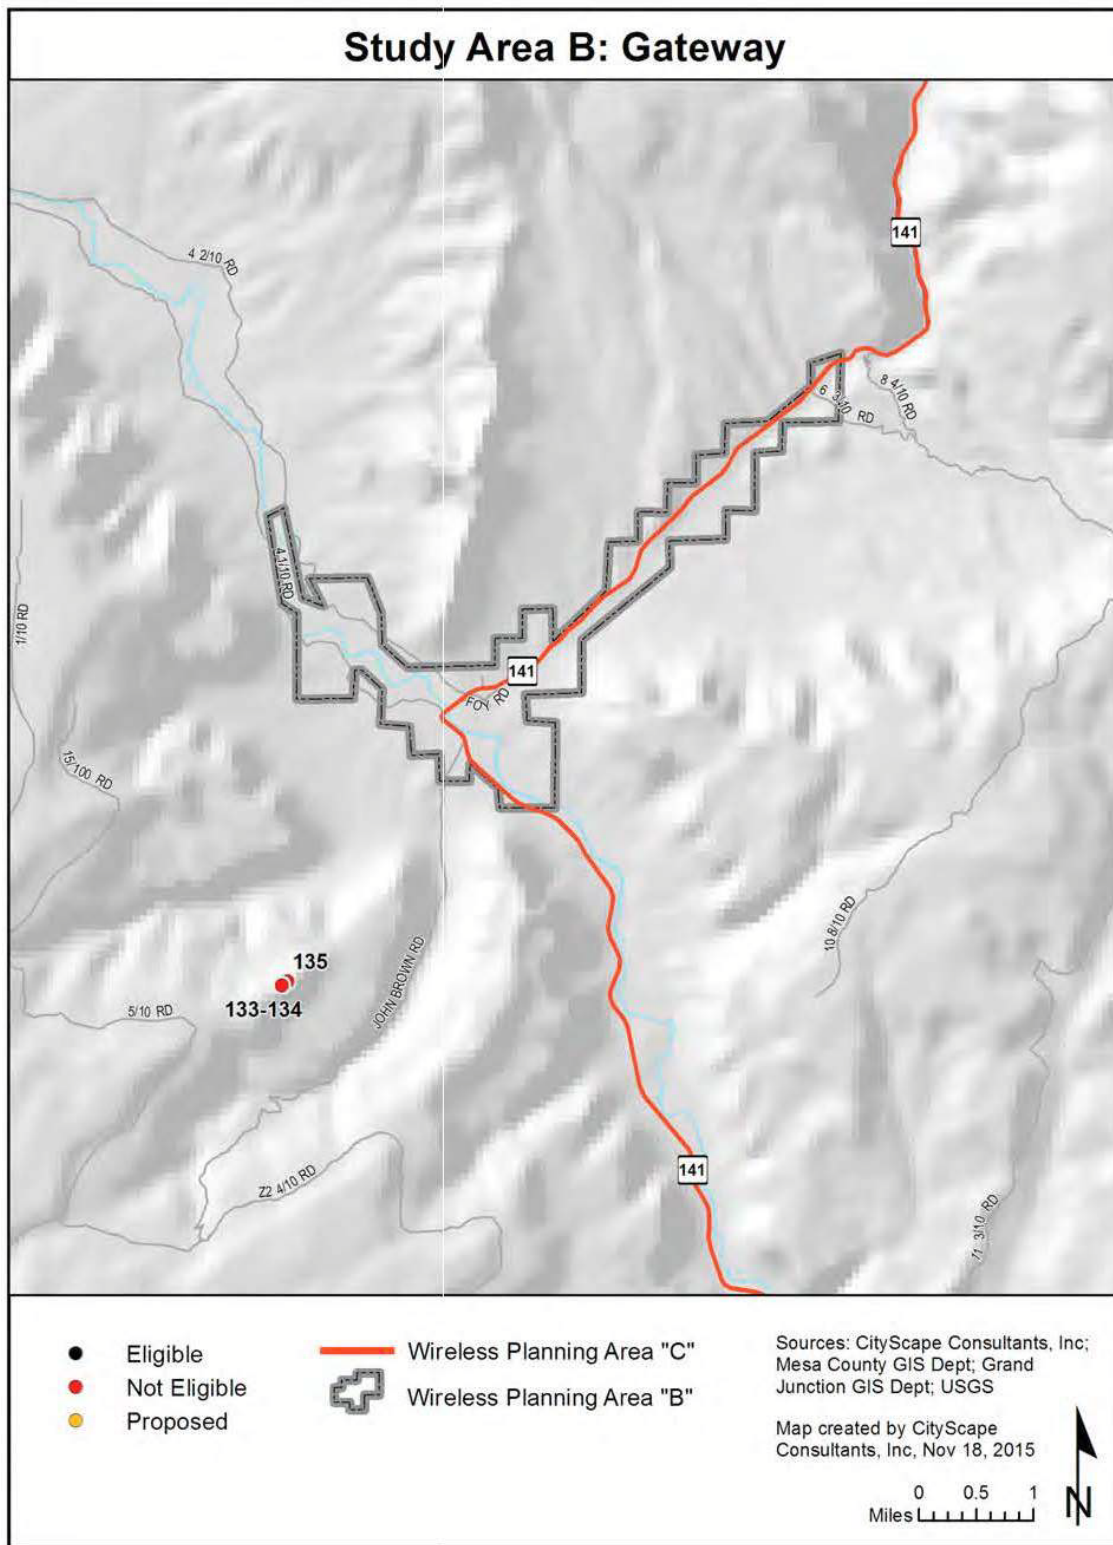 Study Area B: Gateway
141
4 2/10 RD
8 4/10 RD
6 3/10 RD
4 1/10 RD
1/10 RD
141
FOY RD
15/100 RD
10 8/10 RD
135
133-134
5/10 RD
JOHN BROWN RD
141
Z2 4/10 RD
3/10 RD
Eligible
Not Eligible
Proposed
Wireless Planning Area "C"
Wireless Planning Area "B"
Sources: CityScape Consultants, Inc;
Mesa County GIS Dept; Grand
Junction GIS Dept; USGS
Map created by CityScape
Consultants, Inc, Nov 18, 2015
0 0.5 1
Miles
N